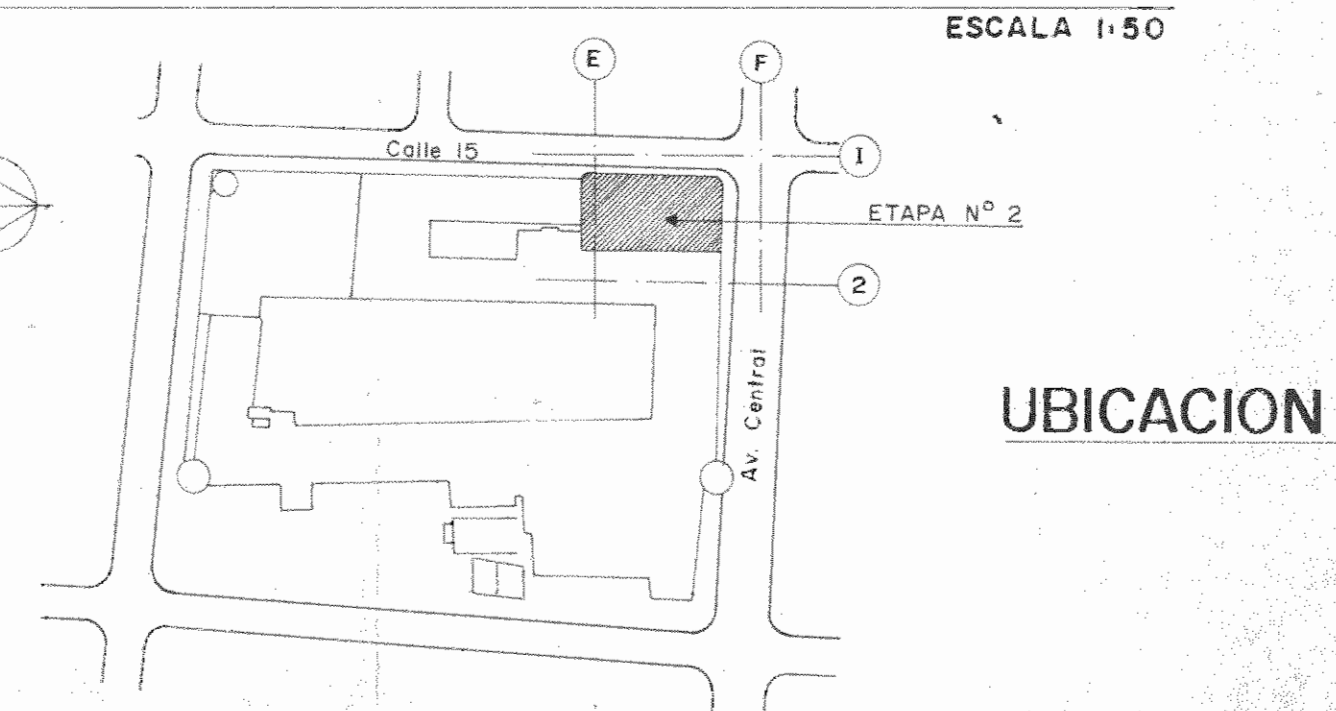 ESCALA 1:50
E
F
Calle 15
I
ETAPA Nº 2
2
Av. Central
UBICACION